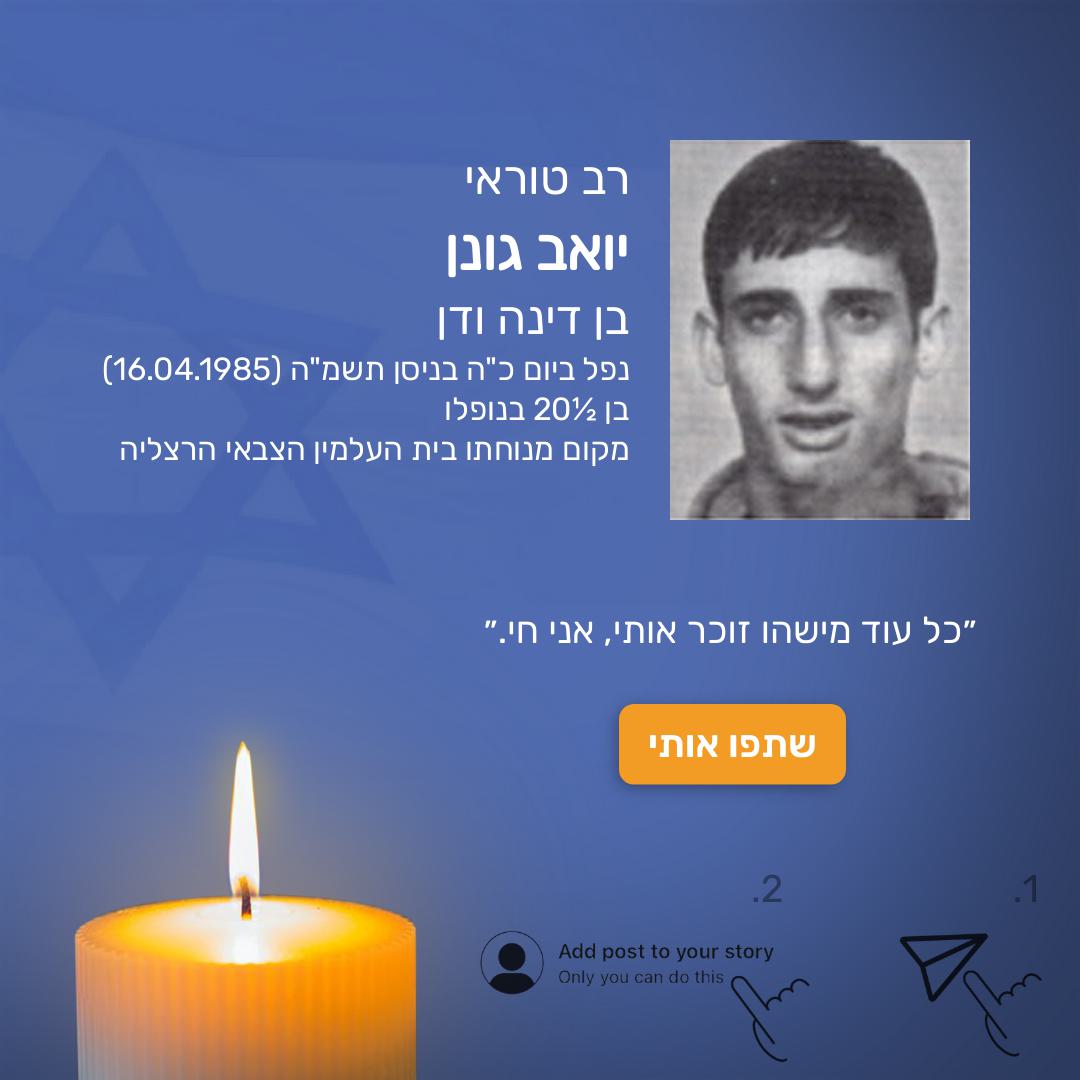 רב טוראי
יואב גונן
בן דינה ודן
נפל ביום כ"ה בניסן תשמ"ה (16.04.1985)
בן 20½ בנופלו
מקום מנוחתו בית העלמין הצבאי הרצליה
״כל עוד מישהו זוכר אותי, אני חי.״
שתפו אותי
.1
.2
Add post to your story
Only you can do this